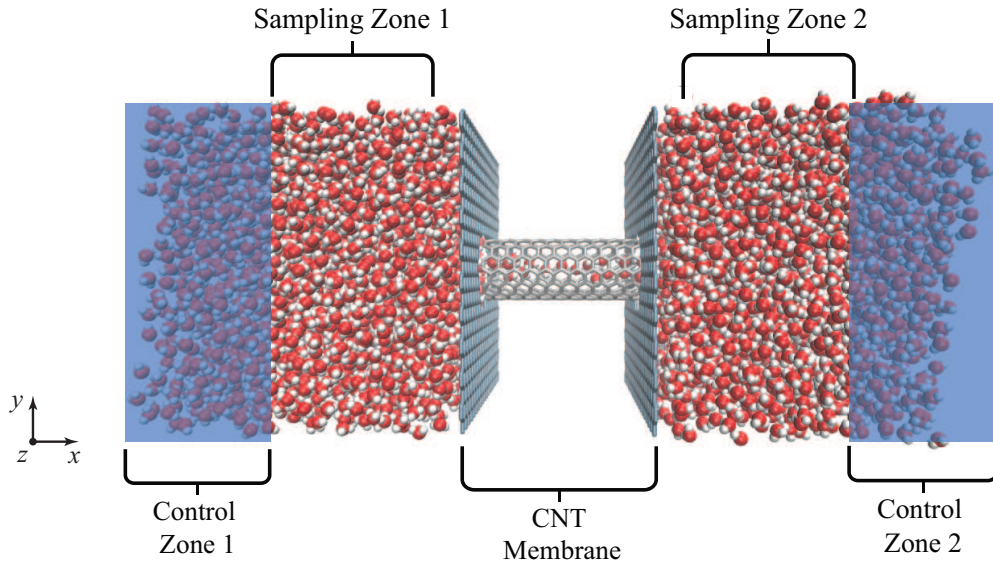 Sampling Zone 1
Sampling Zone 2
y
z
x
Control
Zone 1
CNT
Membrane
Control
Zone 2